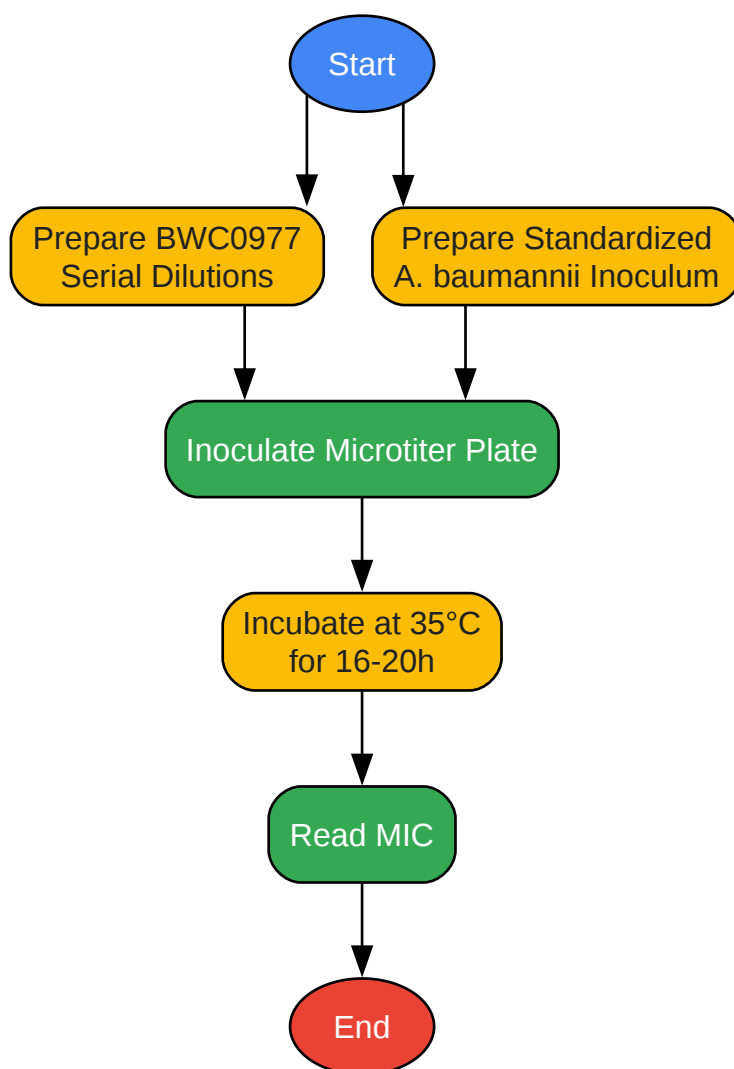 Start
Prepare BWC0977
Serial Dilutions
Prepare Standardized
A. baumannii Inoculum
Inoculate Microtiter Plate
Incubate at 35°C
for 16-20h
Read MIC
End